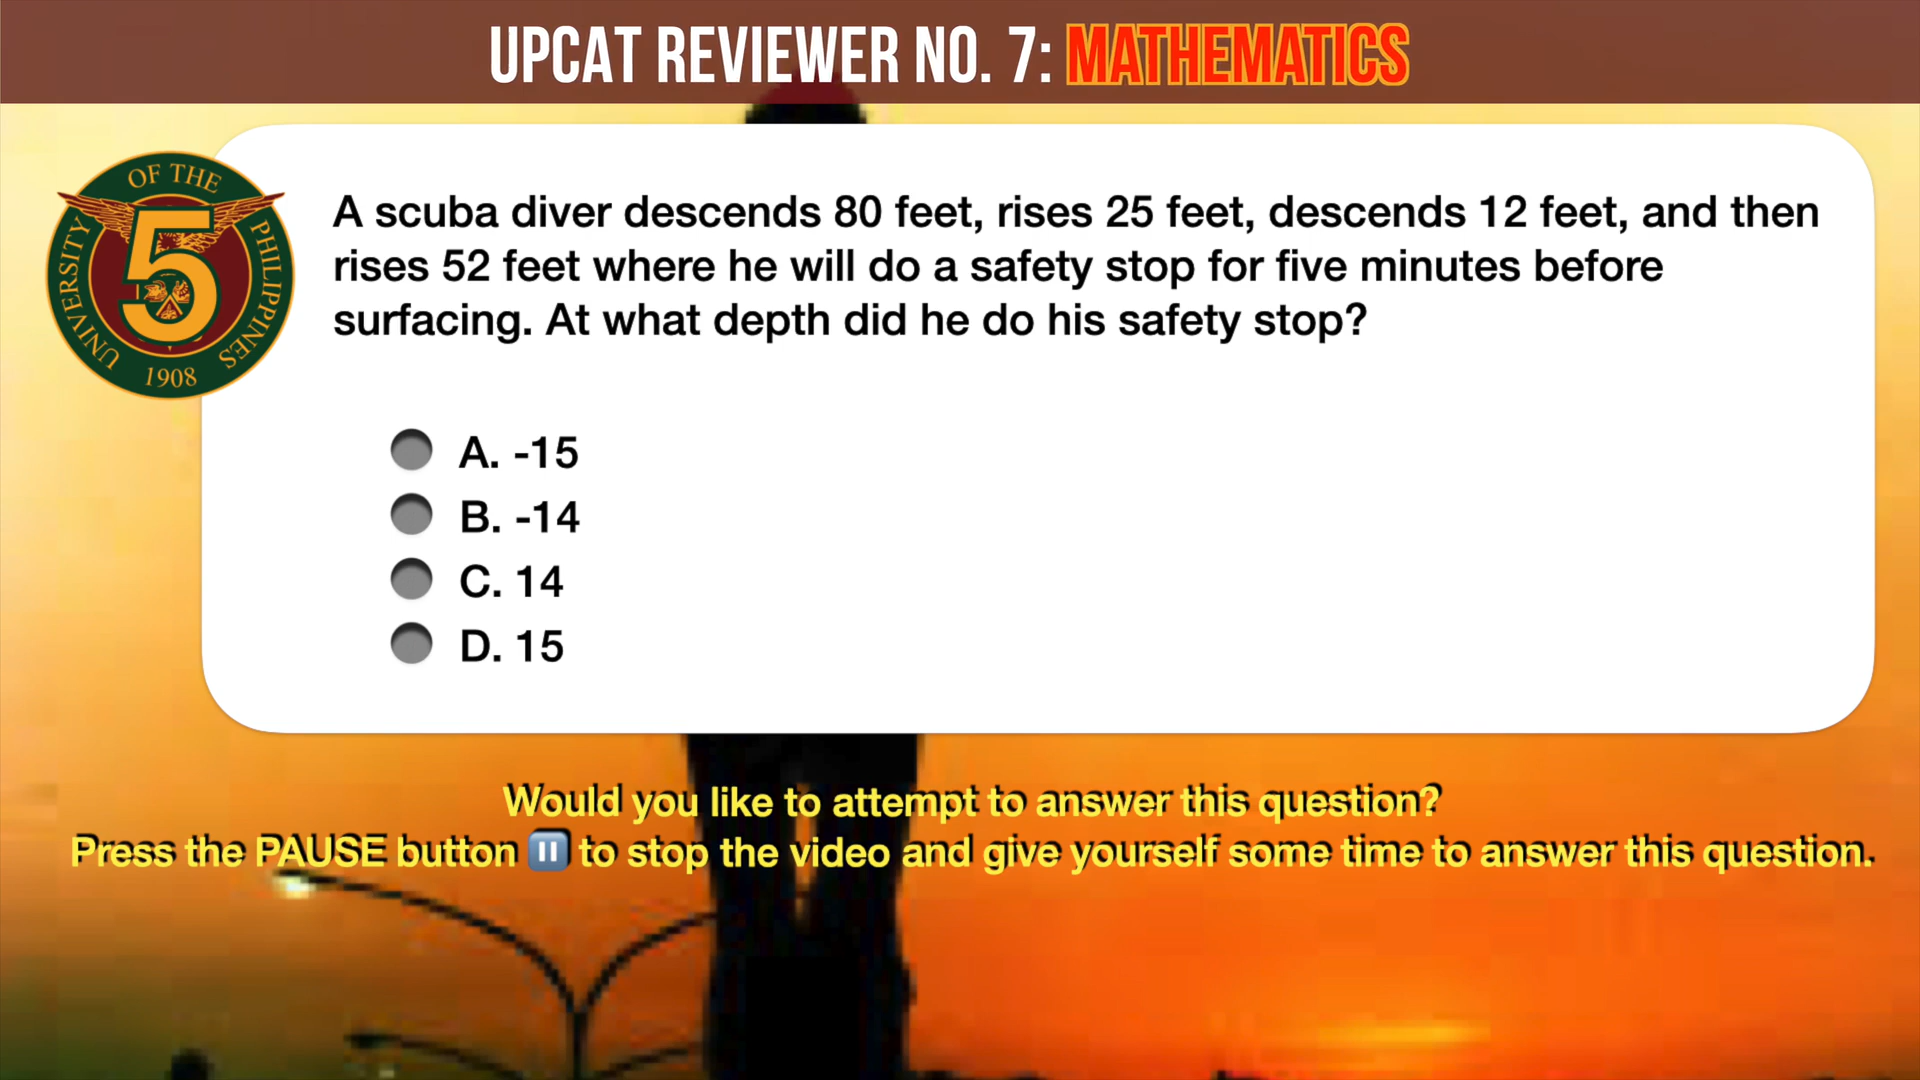 UPCAT REVIEWER NO. 7: MATHEMATICS
UNIVERSITY OF THE PHILIPPINES
5
1908
A scuba diver descends 80 feet, rises 25 feet, descends 12 feet, and then
rises 52 feet where he will do a safety stop for five minutes before
surfacing. At what depth did he do his safety stop?
A. -15
B. -14
C. 14
D. 15
Would you like to attempt to answer this question?
Press the PAUSE button ⏸ to stop the video and give yourself some time to answer this question.